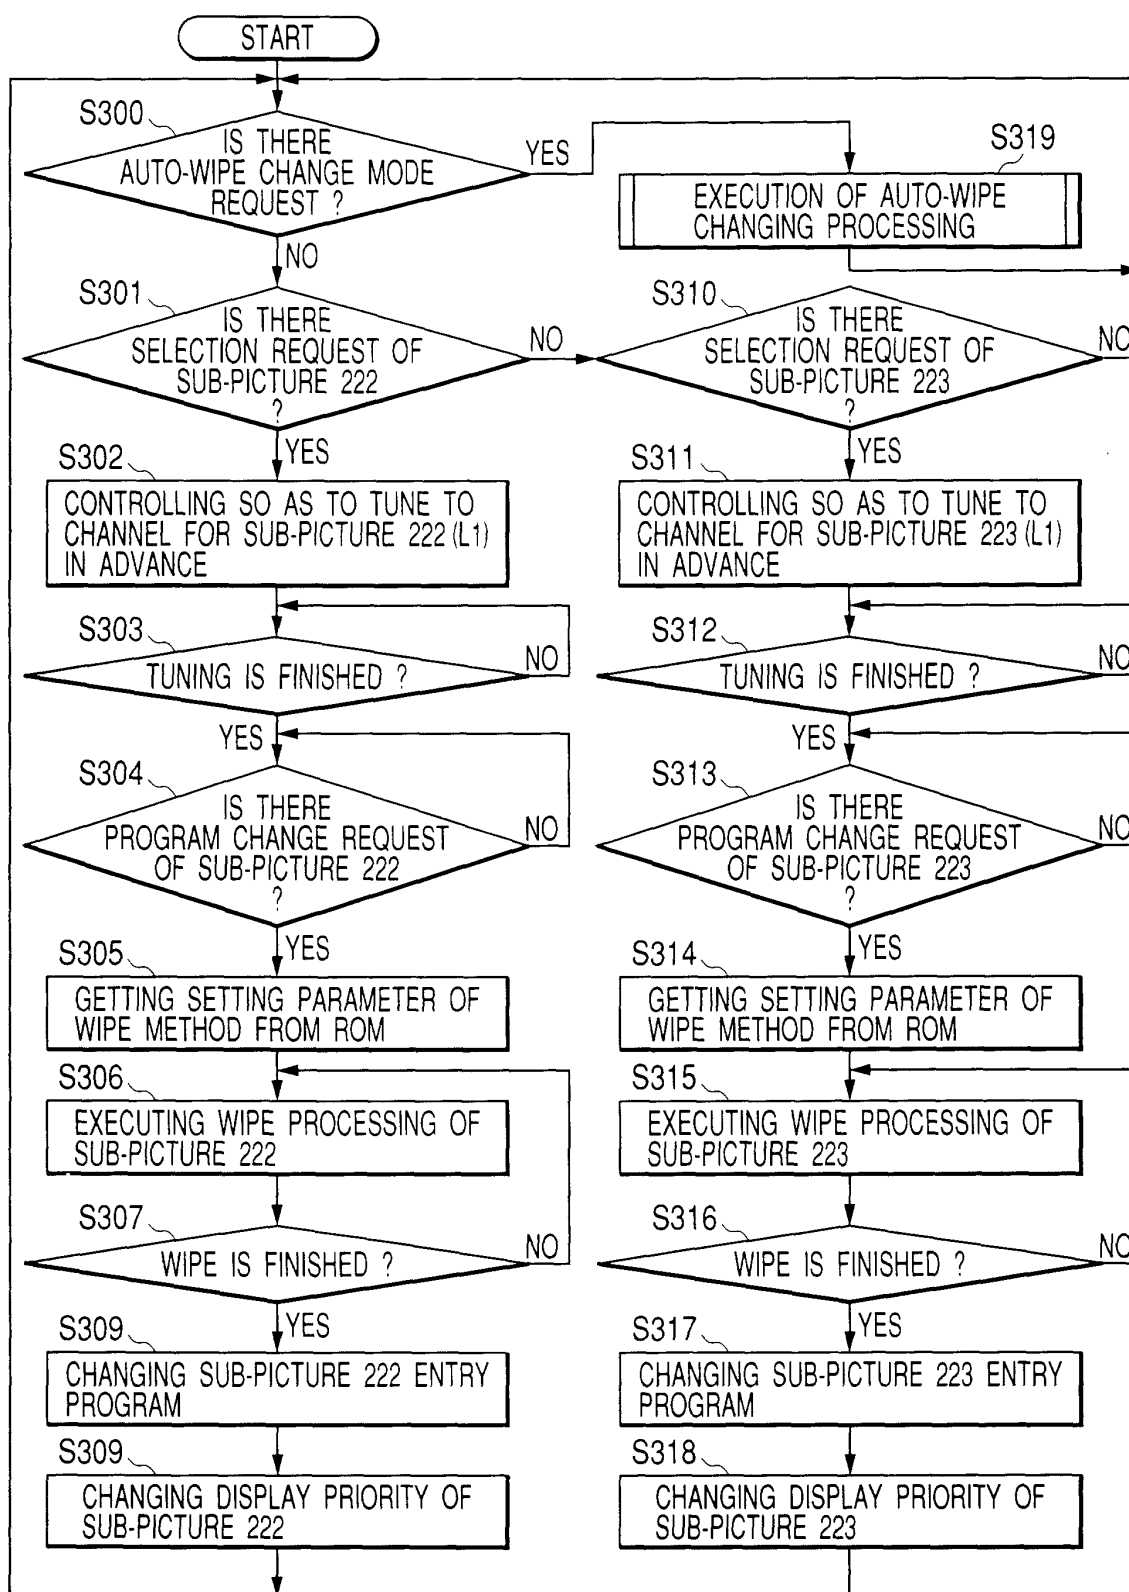 START
S300
IS THERE
AUTO-WIPE CHANGE MODE
REQUEST ?
YES
NO
S319
EXECUTION OF AUTO-WIPE
CHANGING PROCESSING
S301
IS THERE
SELECTION REQUEST OF
SUB-PICTURE 222
?
NO
YES
S310
IS THERE
SELECTION REQUEST OF
SUB-PICTURE 223
?
NO
YES
S302
CONTROLLING SO AS TO TUNE TO
CHANNEL FOR SUB-PICTURE 222 (L1)
IN ADVANCE
S311
CONTROLLING SO AS TO TUNE TO
CHANNEL FOR SUB-PICTURE 223 (L1)
IN ADVANCE
S303
TUNING IS FINISHED ?
NO
YES
S312
TUNING IS FINISHED ?
NO
YES
S304
IS THERE
PROGRAM CHANGE REQUEST
OF SUB-PICTURE 222
?
NO
YES
S313
IS THERE
PROGRAM CHANGE REQUEST
OF SUB-PICTURE 223
?
NO
YES
S305
GETTING SETTING PARAMETER OF
WIPE METHOD FROM ROM
S314
GETTING SETTING PARAMETER OF
WIPE METHOD FROM ROM
S306
EXECUTING WIPE PROCESSING OF
SUB-PICTURE 222
S315
EXECUTING WIPE PROCESSING OF
SUB-PICTURE 223
S307
WIPE IS FINISHED ?
NO
YES
S316
WIPE IS FINISHED ?
NO
YES
S309
CHANGING SUB-PICTURE 222 ENTRY
PROGRAM
S317
CHANGING SUB-PICTURE 223 ENTRY
PROGRAM
S309
CHANGING DISPLAY PRIORITY OF
SUB-PICTURE 222
S318
CHANGING DISPLAY PRIORITY OF
SUB-PICTURE 223